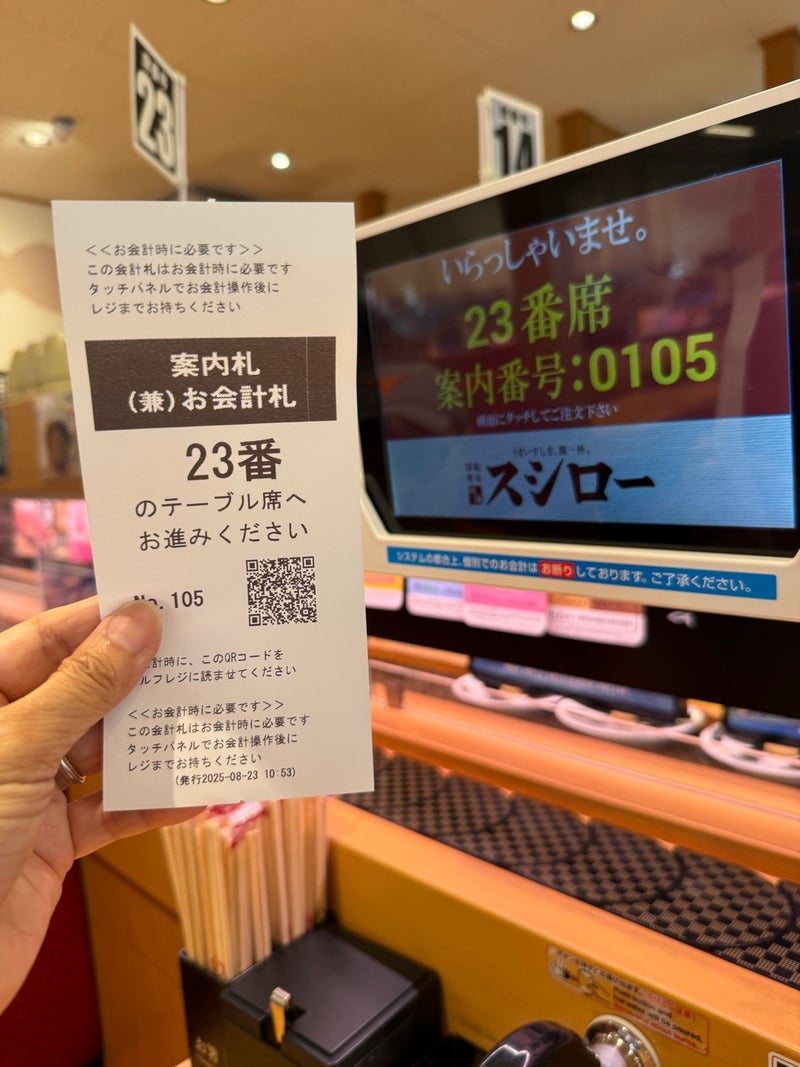 23
14
<<お会計時に必要です>>
この会計札はお会計時に必要です
タッチパネルでお会計操作後に
レジまでお持ちください
案内札
(兼)お会計札
23番
のテーブル席へ
お進みください
No. 105
会計時に、このQRコードを
ルフレジに読ませてください
<<お会計時に必要です>>
この会計札はお会計時に必要です
タッチパネルでお会計操作後に
レジまでお持ちください
(発行2025-08-23 10:53)
いらっしゃいませ。
23番席
案内番号:0105
画面にタッチしてご注文下さい
うまいすしを、腹一杯。
スシロー
システムの都合上、個別でのお会計はお断りしております。ご了承ください。
Push button and
hot water will be poured.